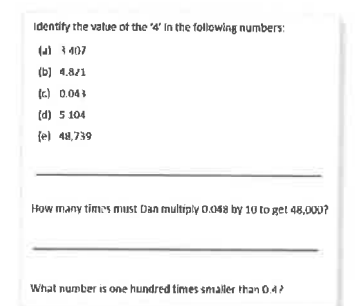 Identify the value of the '4' in the following numbers:
(a) 3 407
(b) 4.821
(c) 0.043
(d) 5 104
(e) 48,739
How many times must Dan multiply 0.048 by 10 to get 48,000?
What number is one hundred times smaller than 0.4?